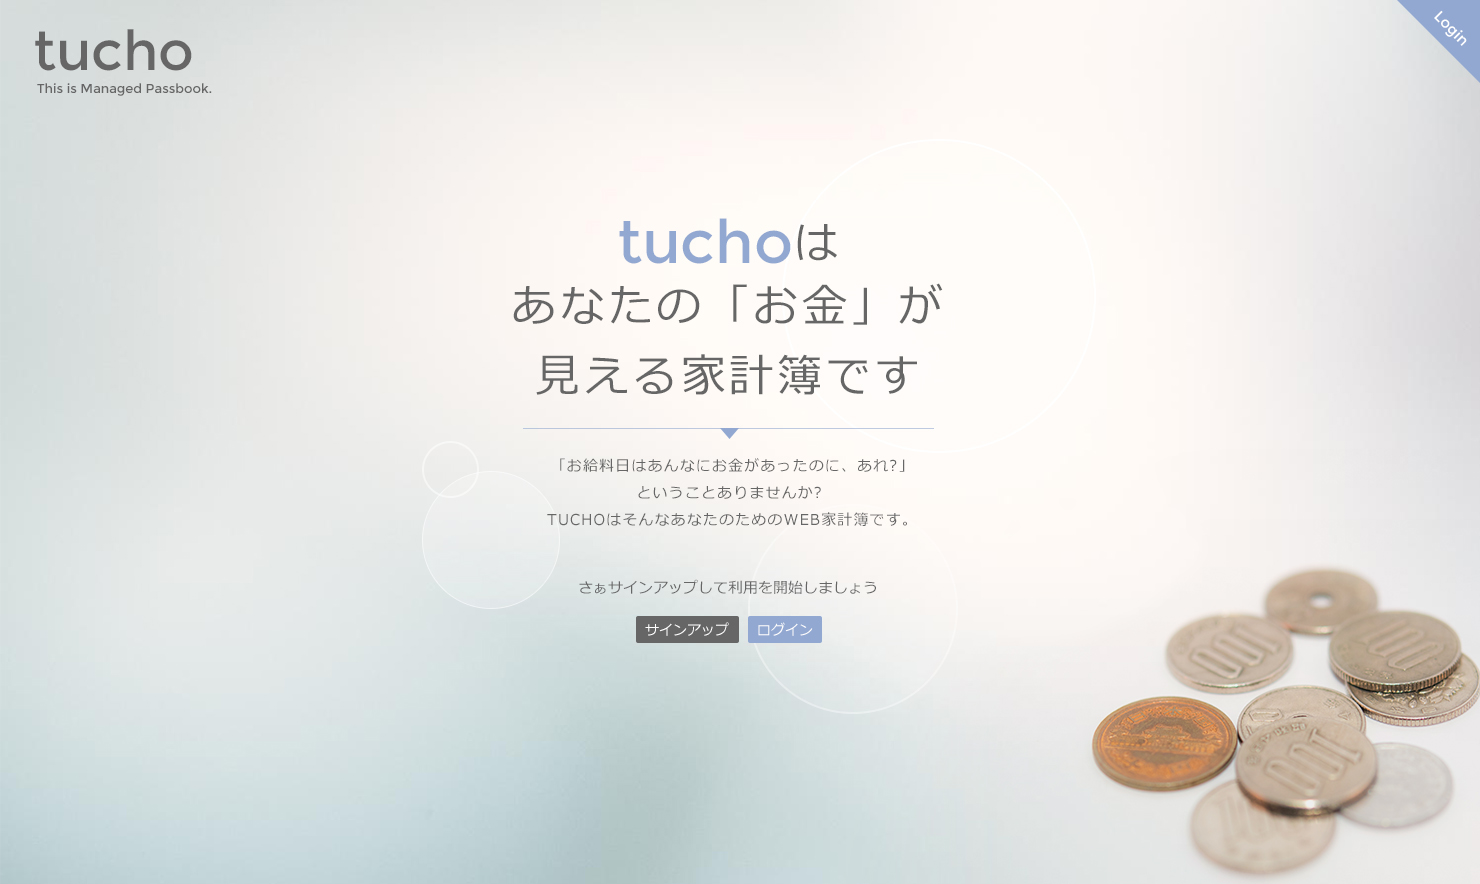 tucho
This is Managed Passbook.
Login
tuchoは
あなたの「お金」が
見える家計簿です
「お給料日はあんなにお金があったのに、あれ?」
ということありませんか?
TUCHOはそんなあなたのためのWEB家計簿です。
さぁサインアップして利用を開始しましょう
サインアップ ログイン
100
100
100